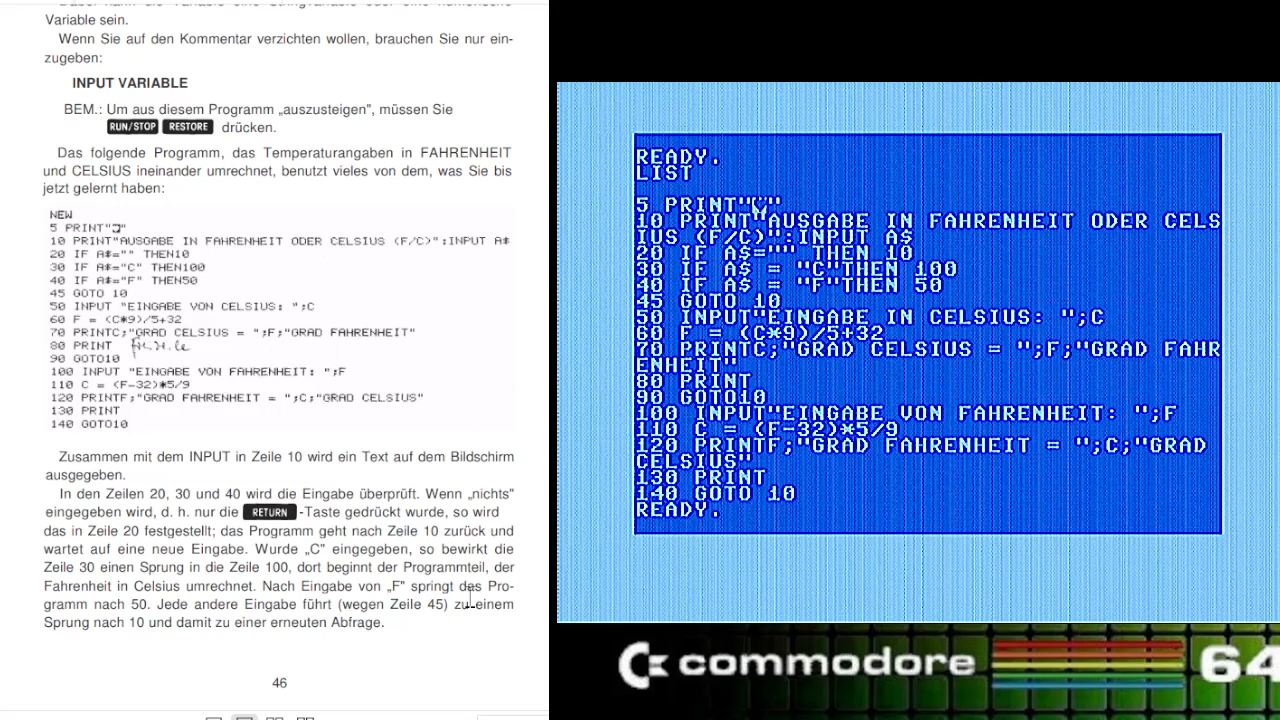 Variable sein.
Wenn Sie auf den Kommentar verzichten wollen, brauchen Sie nur ein-
zugeben:
INPUT VARIABLE
BEM.: Um aus diesem Programm „auszusteigen", müssen Sie
RUN/STOP RESTORE drücken.
Das folgende Programm, das Temperaturangaben in FAHRENHEIT
und CELSIUS ineinander umrechnet, benutzt vieles von dem, was Sie bis
jetzt gelernt haben:
NEW
5 PRINT""
10 PRINT"AUSGABE IN FAHRENHEIT ODER CELSIUS (F/C)":INPUT A$
20 IF A$="" THEN10
30 IF A$="C" THEN100
40 IF A$="F" THEN50
45 GOTO 10
50 INPUT "EINGABE VON CELSIUS: ";C
60 F = (C*9)/5+32
70 PRINTC;"GRAD CELSIUS = ";F;"GRAD FAHRENHEIT"
80 PRINT
90 GOTO10
100 INPUT "EINGABE VON FAHRENHEIT: ";F
110 C = (F-32)*5/9
120 PRINTF;"GRAD FAHRENHEIT = ";C;"GRAD CELSIUS"
130 PRINT
140 GOTO10
Zusammen mit dem INPUT in Zeile 10 wird ein Text auf dem Bildschirm
ausgegeben.
In den Zeilen 20, 30 und 40 wird die Eingabe überprüft. Wenn „nichts"
eingegeben wird, d. h. nur die RETURN -Taste gedrückt wurde, so wird
das in Zeile 20 festgestellt; das Programm geht nach Zeile 10 zurück und
wartet auf eine neue Eingabe. Wurde „C" eingegeben, so bewirkt die
Zeile 30 einen Sprung in die Zeile 100, dort beginnt der Programmteil, der
Fahrenheit in Celsius umrechnet. Nach Eingabe von „F" springt das Pro-
gramm nach 50. Jede andere Eingabe führt (wegen Zeile 45) zu einem
Sprung nach 10 und damit zu einer erneuten Abfrage.
46
READY.
LIST
5 PRINT""
10 PRINT"AUSGABE IN FAHRENHEIT ODER CELS
IUS (F/C)":INPUT A$
20 IF A$="" THEN 10
30 IF A$ = "C"THEN 100
40 IF A$ = "F"THEN 50
45 GOTO 10
50 INPUT"EINGABE IN CELSIUS: ";C
60 F = (C*9)/5+32
70 PRINTC;"GRAD CELSIUS = ";F;"GRAD FAHR
ENHEIT"
80 PRINT
90 GOTO10
100 INPUT"EINGABE VON FAHRENHEIT: ";F
110 C = (F-32)*5/9
120 PRINTF;"GRAD FAHRENHEIT = ";C;"GRAD
CELSIUS"
130 PRINT
140 GOTO 10
READY.
commodore 64